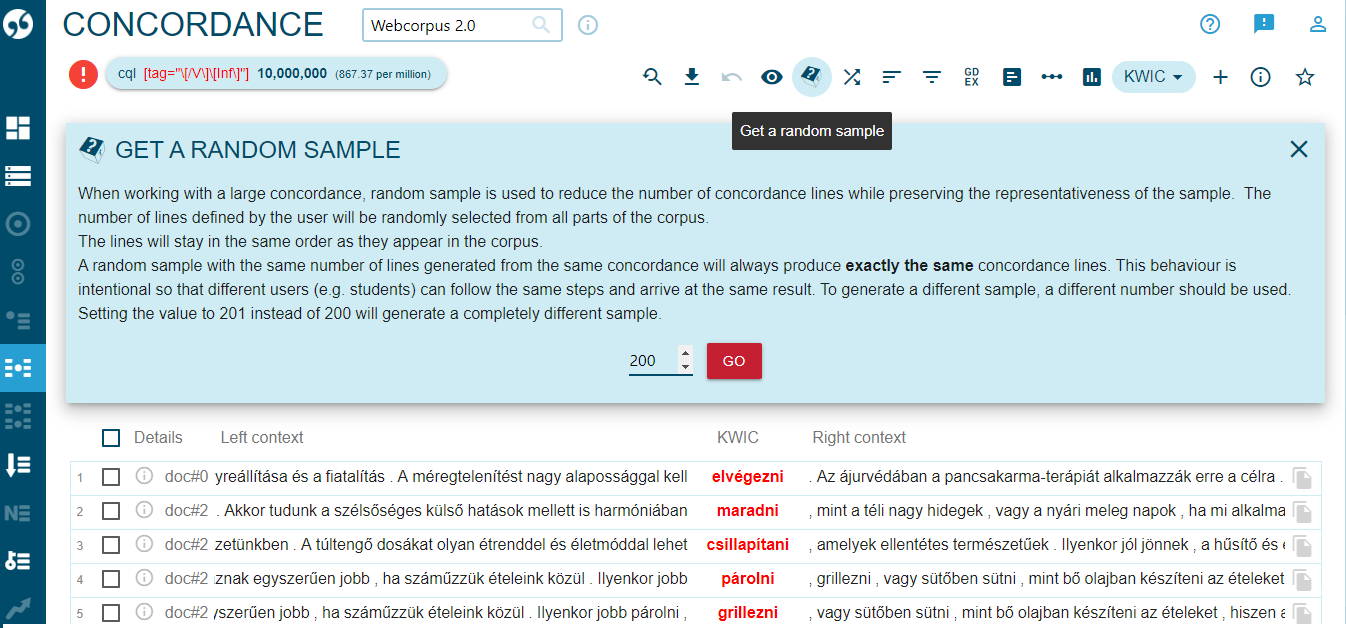 CONCORDANCE
Webcorpus 2.0
cql [tag="\[/V\]\[Inf\]"] 10,000,000 (867.37 per million)
GD
EX
KWIC
Get a random sample
GET A RANDOM SAMPLE
When working with a large concordance, random sample is used to reduce the number of concordance lines while preserving the representativeness of the sample. The
number of lines defined by the user will be randomly selected from all parts of the corpus.
The lines will stay in the same order as they appear in the corpus.
A random sample with the same number of lines generated from the same concordance will always produce exactly the same concordance lines. This behaviour is
intentional so that different users (e.g. students) can follow the same steps and arrive at the same result. To generate a different sample, a different number should be used.
Setting the value to 201 instead of 200 will generate a completely different sample.
200 GO
Details Left context KWIC Right context
1 doc#0 yreállítása és a fiatalítás . A méregtelenítést nagy alapossággal kell elvégezni . Az ájurvédában a pancsakarma-terápiát alkalmazzák erre a célra .
2 doc#2 . Akkor tudunk a szélsőséges külső hatások mellett is harmóniában maradni , mint a téli nagy hidegek , vagy a nyári meleg napok , ha mi alkalma
3 doc#2 zetünkben . A túltengő dosákat olyan étrenddel és életmóddal lehet csillapítani , amelyek ellentétes természetűek . Ilyenkor jól jönnek , a hűsítő és
4 doc#2 znak egyszerűen jobb , ha száműzzük ételeink közül . Ilyenkor jobb párolni , grillezni , vagy sütőben sütni , mint bő olajban készíteni az ételeket
5 doc#2 yszerűen jobb , ha száműzzük ételeink közül . Ilyenkor jobb párolni , grillezni , vagy sütőben sütni , mint bő olajban készíteni az ételeket , hiszen a